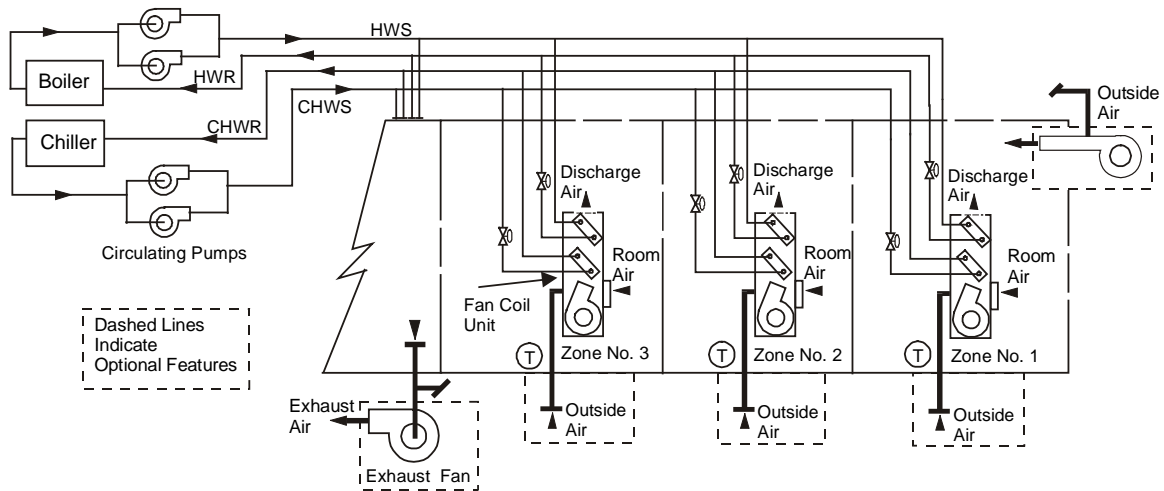 HWS
Boiler
HWR
CHWS
Chiller
CHWR
Circulating Pumps
Outside
Air
Discharge
Air
Discharge
Air
Discharge
Air
Room
Air
Room
Air
Room
Air
Fan Coil
Unit
T
Zone No. 3
T
Zone No. 2
T
Zone No. 1
Dashed Lines
Indicate
Optional Features
Exhaust
Air
Exhaust Fan
Outside
Air
Outside
Air
Outside
Air